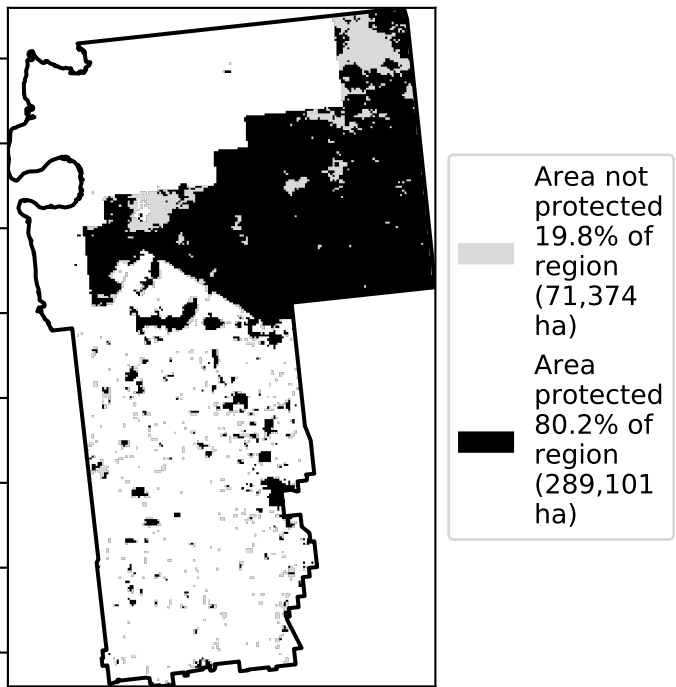 Area not
protected
19.8% of
region
(71,374
ha)
Area
protected
80.2% of
region
(289,101
ha)